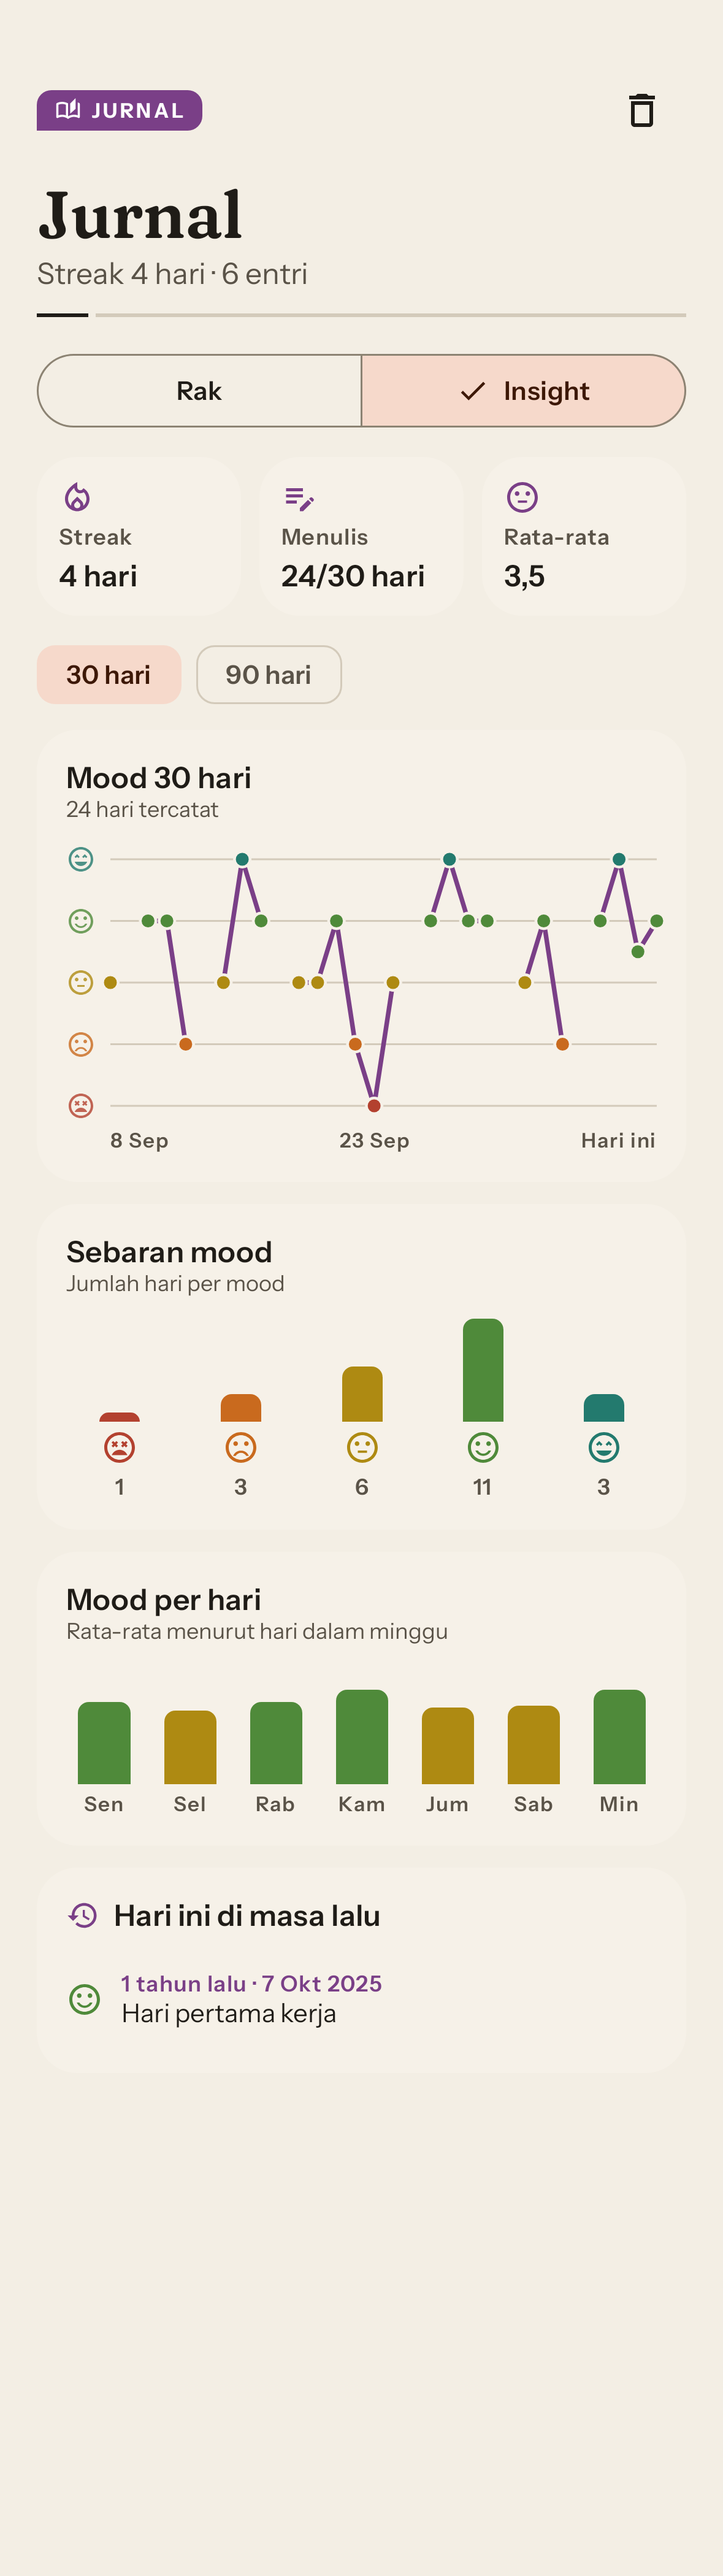 JURNAL
Jurnal
Streak 4 hari · 6 entri
Rak
Insight
Streak
4 hari
Menulis
24/30 hari
Rata-rata
3,5
30 hari
90 hari
Mood 30 hari
24 hari tercatat
8 Sep
23 Sep
Hari ini
Sebaran mood
Jumlah hari per mood
1
3
6
11
3
Mood per hari
Rata-rata menurut hari dalam minggu
Sen
Sel
Rab
Kam
Jum
Sab
Min
Hari ini di masa lalu
1 tahun lalu · 7 Okt 2025
Hari pertama kerja